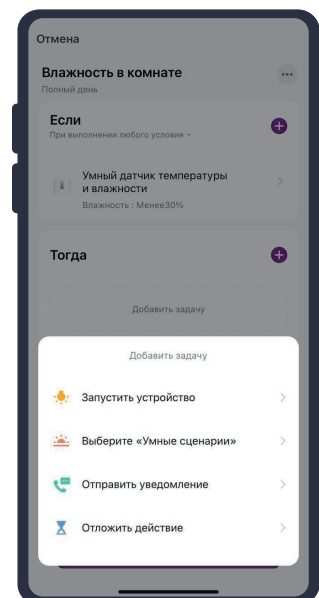 Отмена
Влажность в комнате
Полный день
Если
При выполнении любого условия
Умный датчик температуры
и влажности
Влажность : Менее30%
Тогда
Добавить задачу
Добавить задачу
Запустить устройство
Выберите «Умные сценарии»
Отправить уведомление
Отложить действие